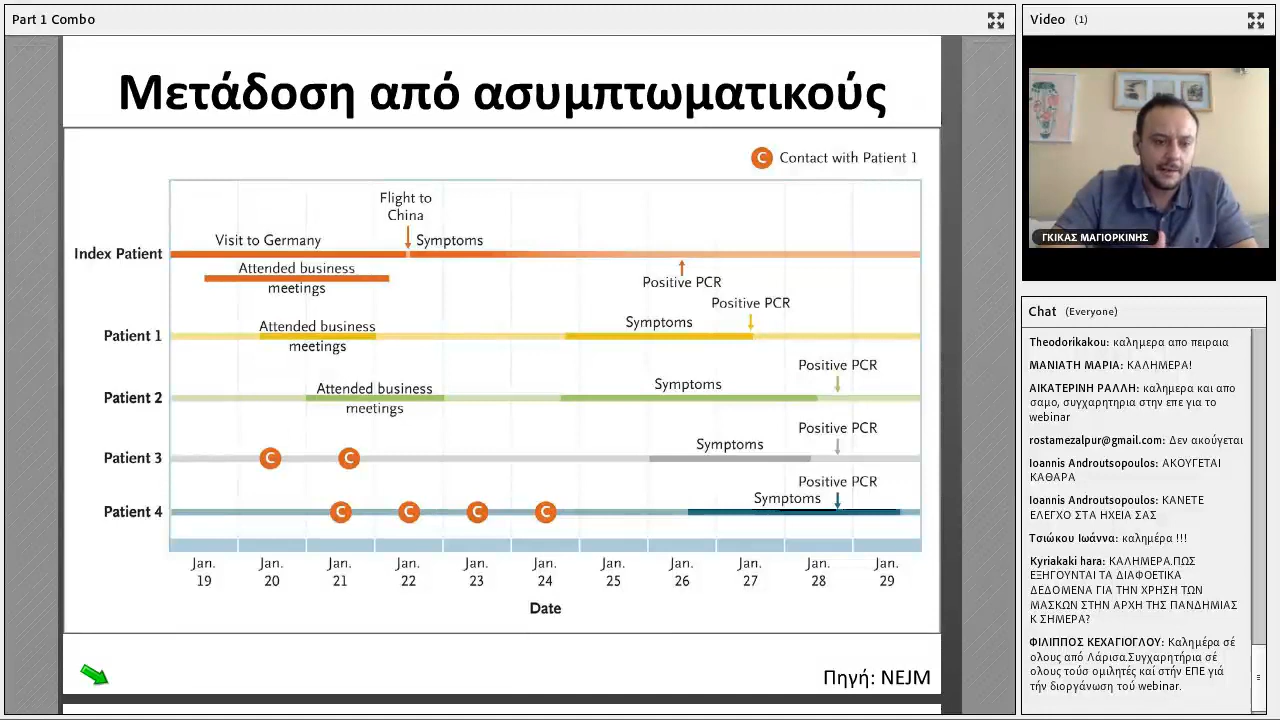 Part 1 Combo
Μετάδοση από ασυμπτωματικούς
C Contact with Patient 1
Flight to
China
Visit to Germany
Symptoms
Index Patient
Attended business
meetings
Positive PCR
Positive PCR
Patient 1
Attended business
meetings
Symptoms
Positive PCR
Patient 2
Attended business
meetings
Symptoms
Positive PCR
Patient 3
C C
Symptoms
Positive PCR
Patient 4
C C C C
Symptoms
Jan. Jan. Jan. Jan. Jan. Jan. Jan. Jan. Jan. Jan. Jan.
19 20 21 22 23 24 25 26 27 28 29
Date
Πηγή: NEJM
Video (1)
ΓΚΙΚΑΣ ΜΑΓΙΟΡΚΙΝΗΣ
Chat (Everyone)
Theodorikakou: καλημερα απο πειραια
ΜΑΝΙΑΤΗ ΜΑΡΙΑ: ΚΑΛΗΜΕΡΑ!
ΑΙΚΑΤΕΡΙΝΗ ΡΑΛΛΗ: καλημερα και απο
σαμο, συγχαρητηρια στην επε για το
webinar
rostamezalpur@gmail.com: Δεν ακούγεται
Ioannis Androutsopoulos: ΑΚΟΥΓΕΤΑΙ
ΚΑΘΑΡΑ
Ioannis Androutsopoulos: ΚΑΝΕΤΕ
ΕΛΕΓΧΟ ΣΤΑ ΗΧΕΙΑ ΣΑΣ
Τσιώκου Ιωάννα: καλημέρα !!!
Kyriakaki hara: ΚΑΛΗΜΕΡΑ.ΠΩΣ
ΕΞΗΓΟΥΝΤΑΙ ΤΑ ΔΙΑΦΟΕΤΙΚΑ
ΔΕΔΟΜΕΝΑ ΓΙΑ ΤΗΝ ΧΡΗΣΗ ΤΩΝ
ΜΑΣΚΩΝ ΣΤΗΝ ΑΡΧΗ ΤΗΣ ΠΑΝΔΗΜΙΑΣ
Κ ΣΗΜΕΡΑ?
ΦΙΛΙΠΠΟΣ ΚΕΧΑΓΙΟΓΛΟΥ: Καλημέρα σέ
ολους από Λάρισα.Συγχαρητήρια σέ
ολους τούσ ομιλητές καί στήν ΕΠΕ γιά
τήν διοργάνωση τού webinar.